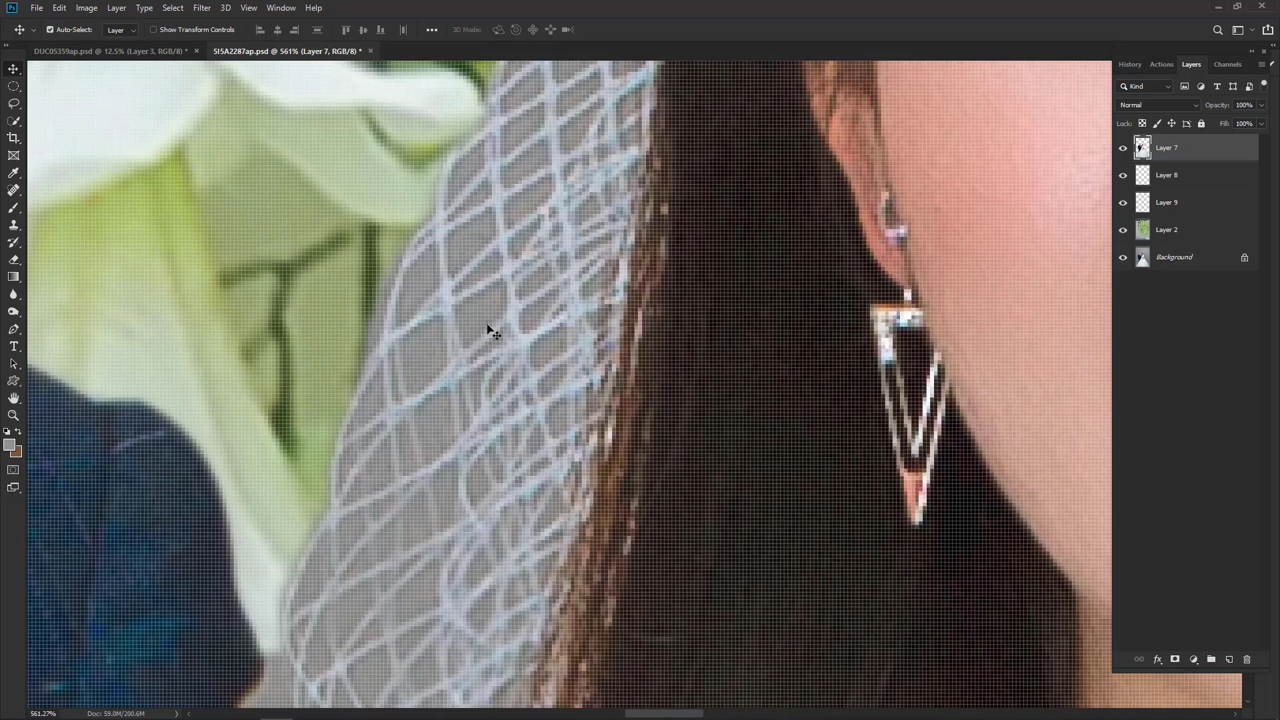 File Edit Image Layer Type Select Filter 3D View Window Help
Auto-Select: Layer Show Transform Controls 3D Mode:
DUC05359ap.psd @ 12.5% (Layer 3, RGB/8) * × 5I5A2287ap.psd @ 561% (Layer 7, RGB/8) * ×
History Actions Layers Channels
Kind
Normal Opacity: 100%
Lock: Fill: 100%
Layer 7
Layer 8
Layer 9
Layer 2
Background
561.27% Doc: 59.0M/200.6M